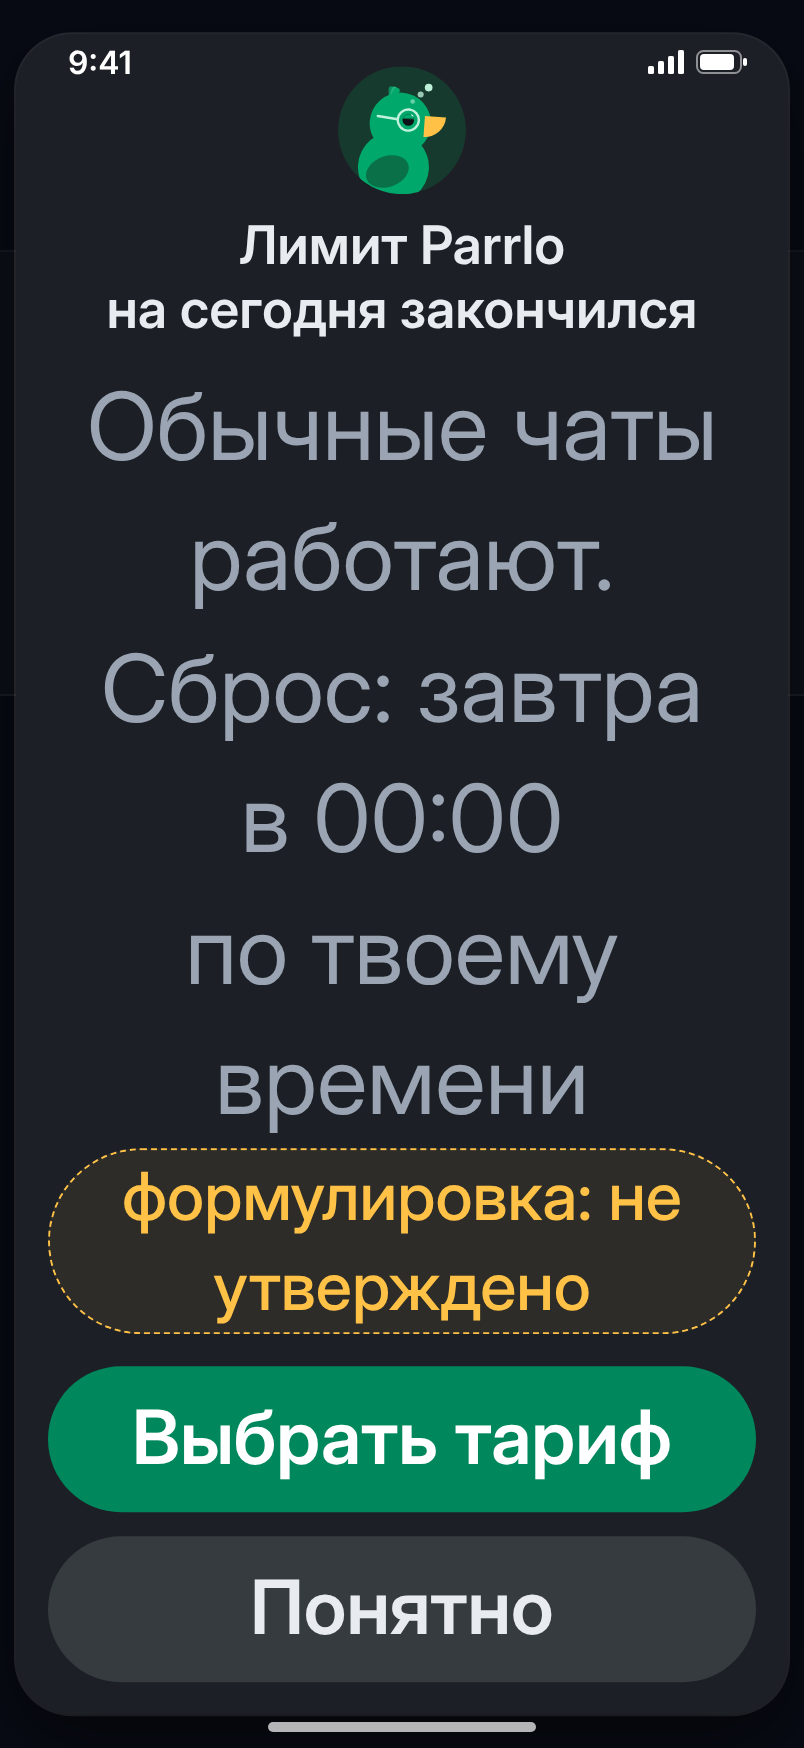 9:41
Лимит Parrlo
на сегодня закончился
Обычные чаты
работают.
Сброс: завтра
в 00:00
по твоему
времени
формулировка: не
утверждено
Выбрать тариф
Понятно